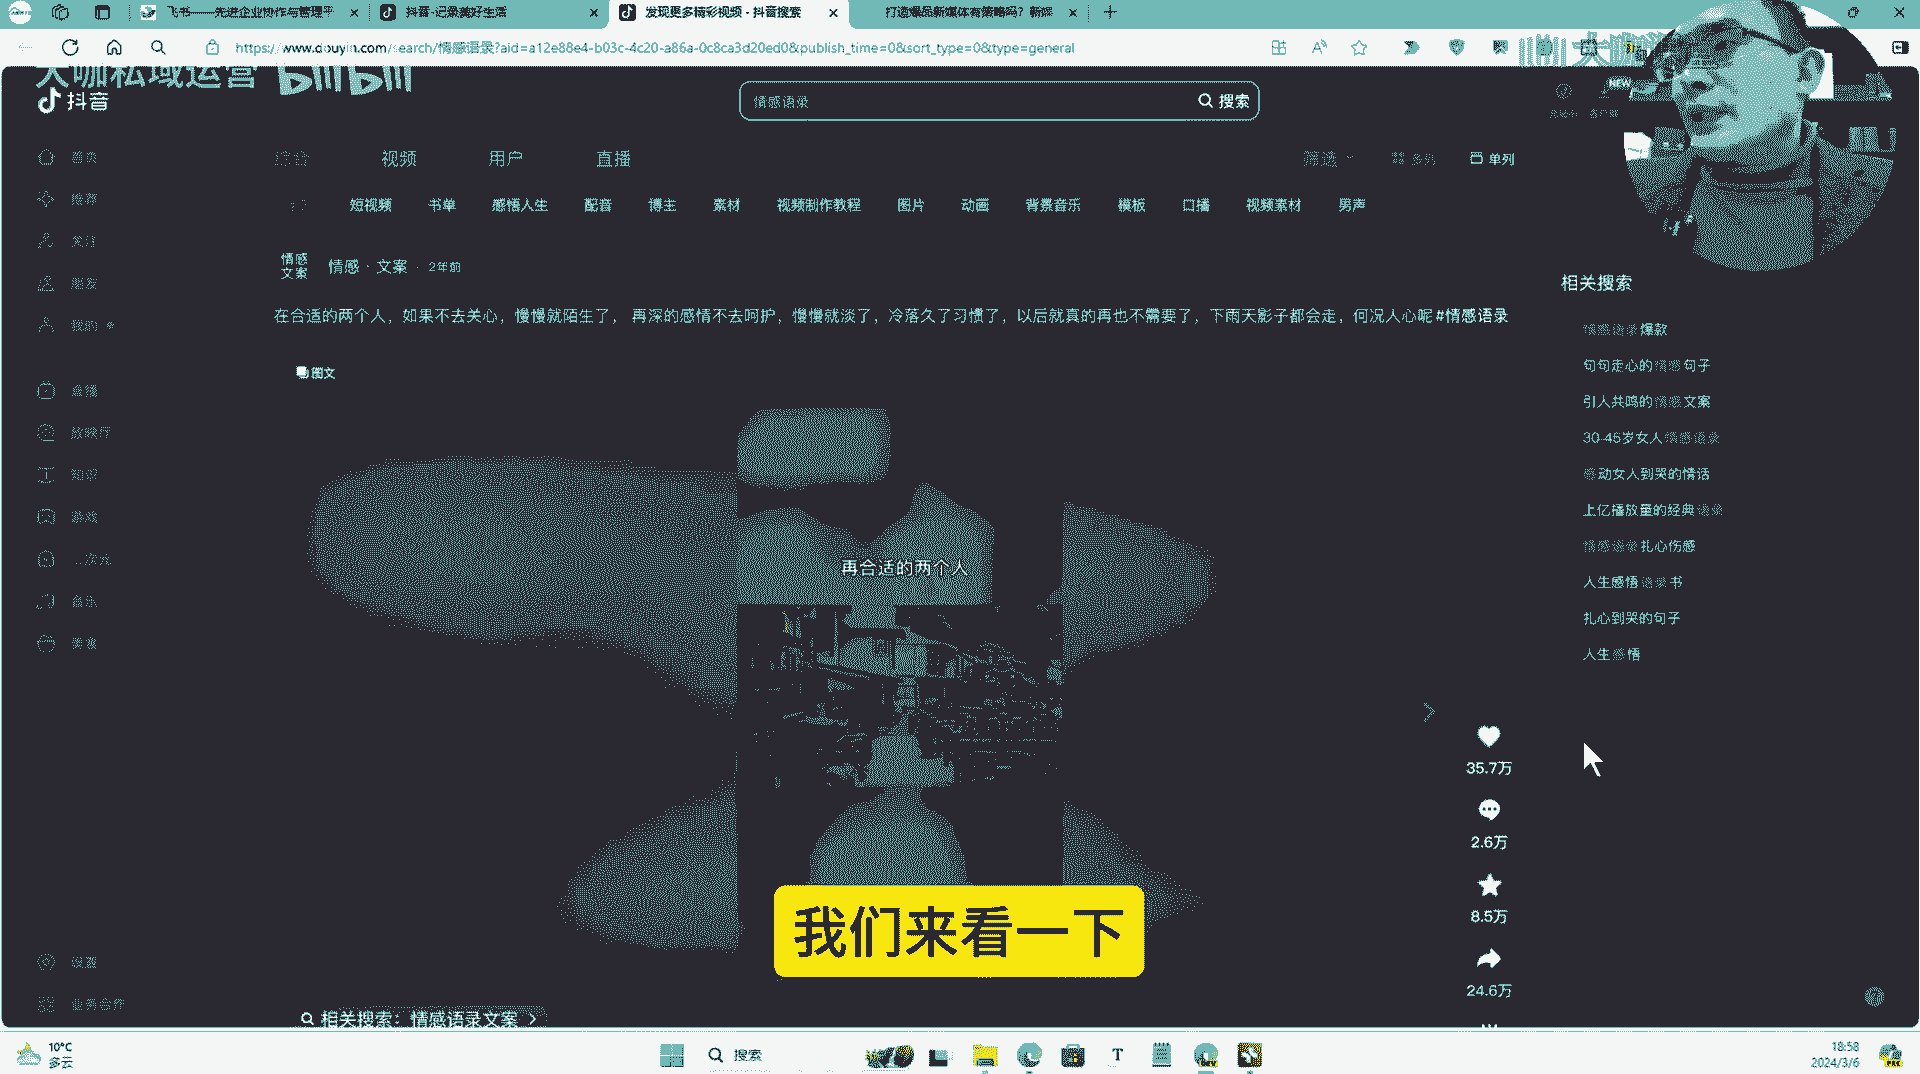 飞书——先进企业协作与管理平
抖音-记录美好生活
发现更多精彩视频 - 抖音搜索
打造爆品新媒体有策略吗？新媒
https://www.douyin.com/search/情感语录?aid=a12e88e4-b03c-4c20-a86a-0c8ca3d20ed0&publish_time=0&sort_type=0&type=general
大咖私域运营 bilibili
抖音
情感语录
搜索
NEW
首页
推荐
关注
朋友
我的
直播
放映厅
知识
游戏
二次元
音乐
美食
设置
业务合作
综合 视频 用户 直播
筛选 多列 单列
短视频 书单 感悟人生 配音 博主 素材 视频制作教程 图片 动画 背景音乐 模板 口播 视频素材 男声
情感
文案
情感·文案 · 2年前
在合适的两个人，如果不去关心，慢慢就陌生了， 再深的感情不去呵护，慢慢就淡了，冷落久了习惯了，以后就真的再也不需要了，下雨天影子都会走，何况人心呢#情感语录
图文
再合适的两个人
35.7万
2.6万
8.5万
24.6万
相关搜索
情感语录爆款
句句走心的情感句子
引人共鸣的情感文案
30-45岁女人情感语录
感动女人到哭的情话
上亿播放量的经典语录
情感语录扎心伤感
人生感悟语录书
扎心到哭的句子
人生感悟
我们来看一下
相关搜索：情感语录文案
10°C
多云
搜索
18:58
2024/3/6